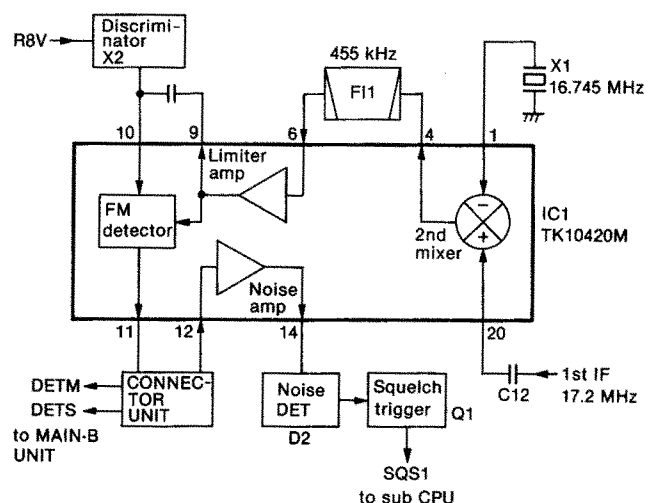 R8V
Discrimi-
nator
X2
455 kHz
FI1
X1
16.745 MHz
10
9
6
4
1
Limiter
amp
FM
detector
2nd
mixer
−
+
IC1
TK10420M
Noise
amp
11
12
14
20
DETM
DETS
to MAIN-B
UNIT
CONNEC-
TOR
UNIT
Noise
DET
D2
Squelch
trigger
Q1
SQS1
to sub CPU
C12
1st IF
17.2 MHz